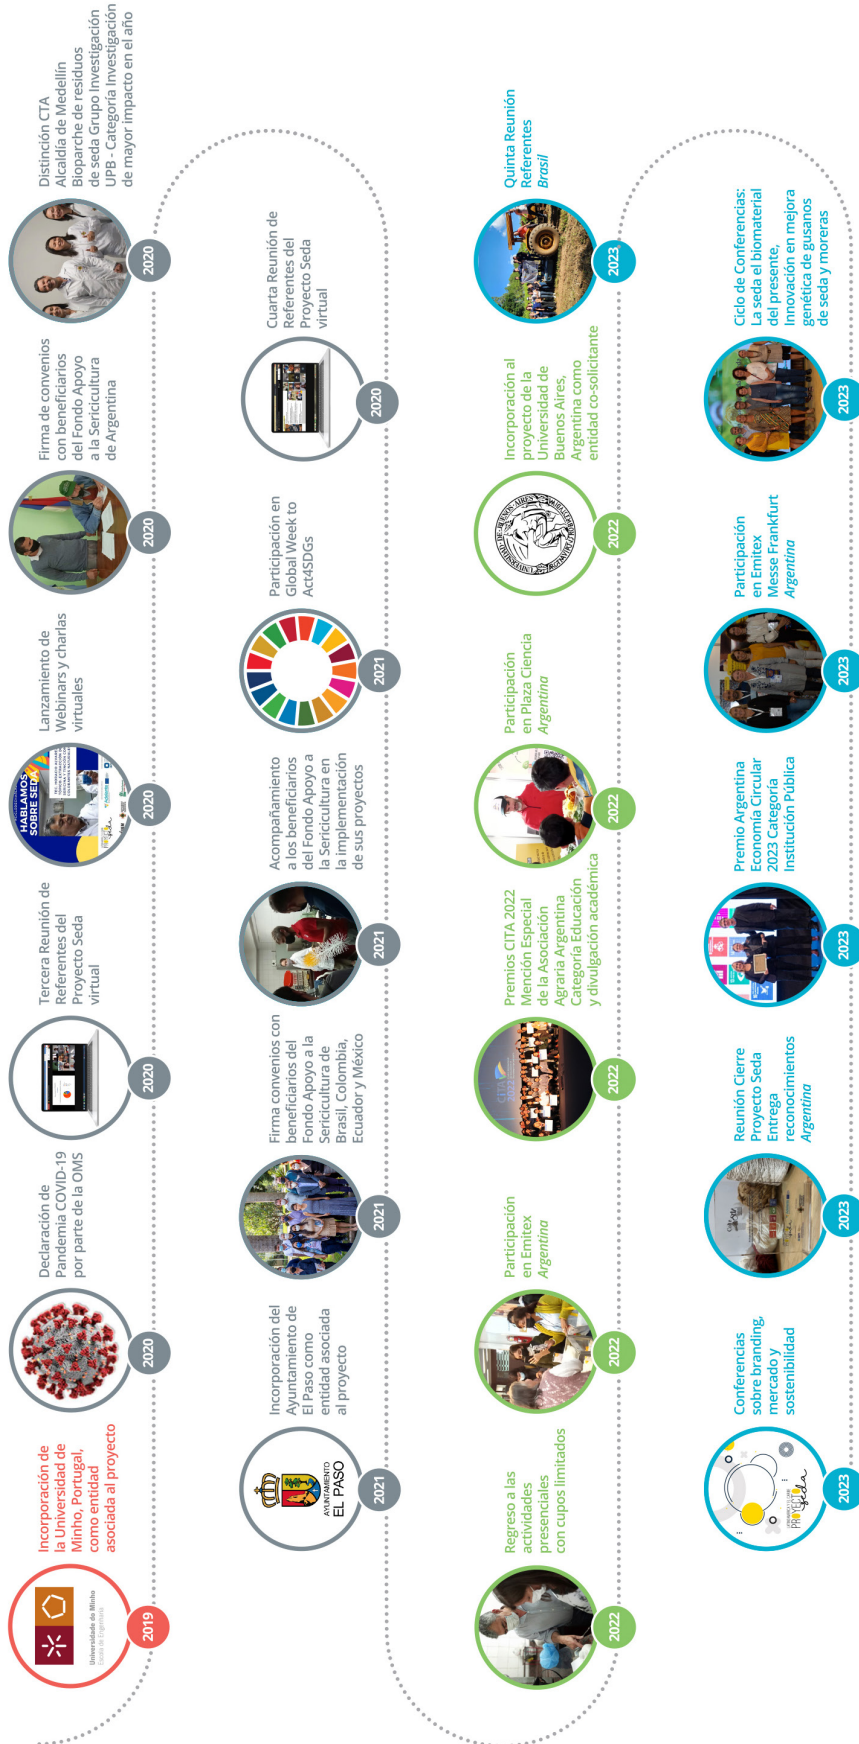 Universidade do Minho
Escola de Engenharia
2019
Incorporación de
la Universidad de
Minho, Portugal,
como entidad
asociada al proyecto
2020
Declaración de
Pandemia COVID-19
por parte de la OMS
2020
Tercera Reunión de
Referentes del
Proyecto Seda
virtual
HABLAMOS
SOBRE SEDA
2020
Lanzamiento de
Webinars y charlas
virtuales
2020
Firma de convenios
con beneficiarios
del Fondo Apoyo
a la Sericicultura
de Argentina
2020
Distinción CTA
Alcaldía de Medellín
Bioparche de residuos
de seda Grupo Investigación
UPB - Categoría Investigación
de mayor impacto en el año
2020
Cuarta Reunión de
Referentes del
Proyecto Seda
virtual
2021
Participación en
Global Week to
Act4SDGs
2021
Acompañamiento
a los beneficiarios
del Fondo Apoyo a
la Sericicultura en
la implementación
de sus proyectos
2021
Firma convenios con
beneficiarios del
Fondo Apoyo a la
Sericicultura de
Brasil, Colombia,
Ecuador y México
AYUNTAMIENTO
EL PASO
2021
Incorporación del
Ayuntamiento de
El Paso como
entidad asociada
al proyecto
2022
Regreso a las
actividades
presenciales
con cupos limitados
2022
Participación
en Emitex
Argentina
CITA
2022
2022
Premios CITA 2022
Mención Especial
de la Asociación
Agraria Argentina
Categoría Educación
y divulgación académica
2022
Participación
en Plaza Ciencia
Argentina
2022
Incorporación al
proyecto de la
Universidad de
Buenos Aires,
Argentina como
entidad co-solicitante
2023
Quinta Reunión
Referentes
Brasil
2023
Ciclo de Conferencias:
La seda el biomaterial
del presente,
Innovación en mejora
genética de gusanos
de seda y moreras
2023
Participación
en Emitex
Messe Frankfurt
Argentina
2023
Premio Argentina
Economía Circular
2023 Categoría
Institución Pública
2023
Reunión Cierre
Proyecto Seda
Entrega
reconocimientos
Argentina
PROYECTO
seda
2023
Conferencias
sobre branding,
mercado y
sostenibilidad